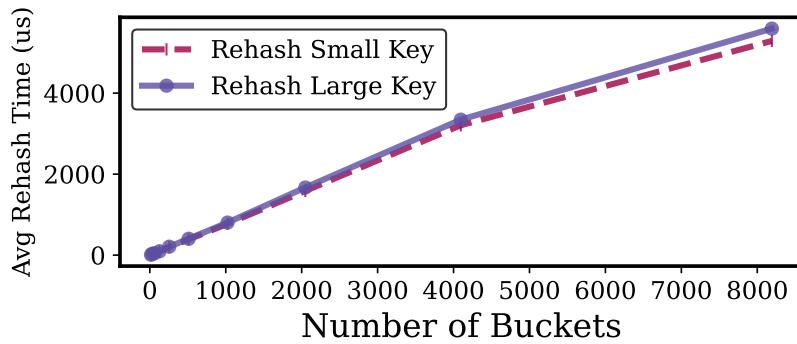 Avg Rehash Time (us)
Rehash Small Key
Rehash Large Key
4000
2000
0
0 1000 2000 3000 4000 5000 6000 7000 8000
Number of Buckets